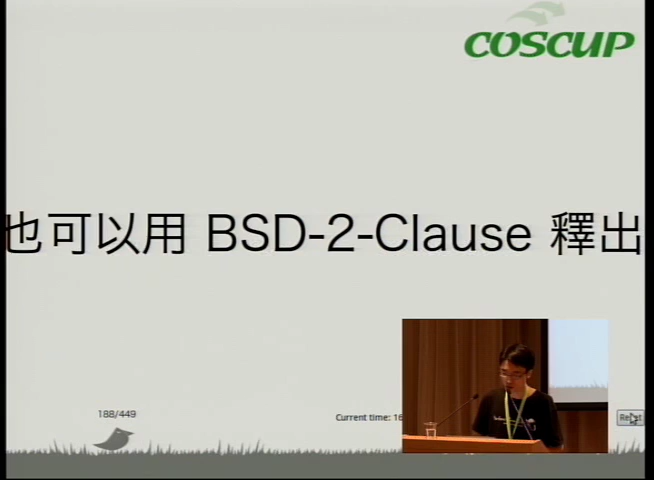 COSCUP
也可以用 BSD-2-Clause 釋出
188/449
Current time: 16